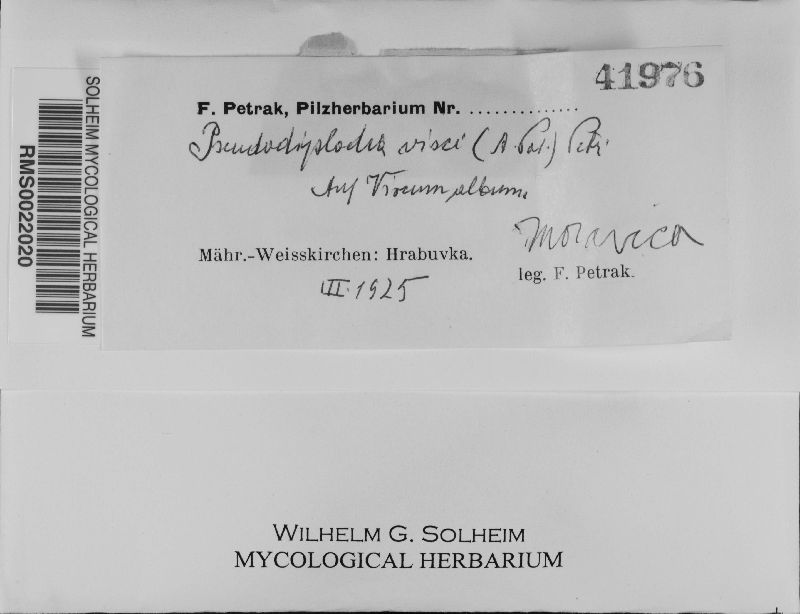 41976
F. Petrak, Pilzherbarium Nr. ..............
Pseudodiplodia visci (A. ) Petr.
Auf Viscum album.
Moravica
Mähr.-Weisskirchen: Hrabuvka.
leg. F. Petrak.
III. 1925
SOLHEIM MYCOLOGICAL HERBARIUM
RMS0022020
WILHELM G. SOLHEIM
MYCOLOGICAL HERBARIUM